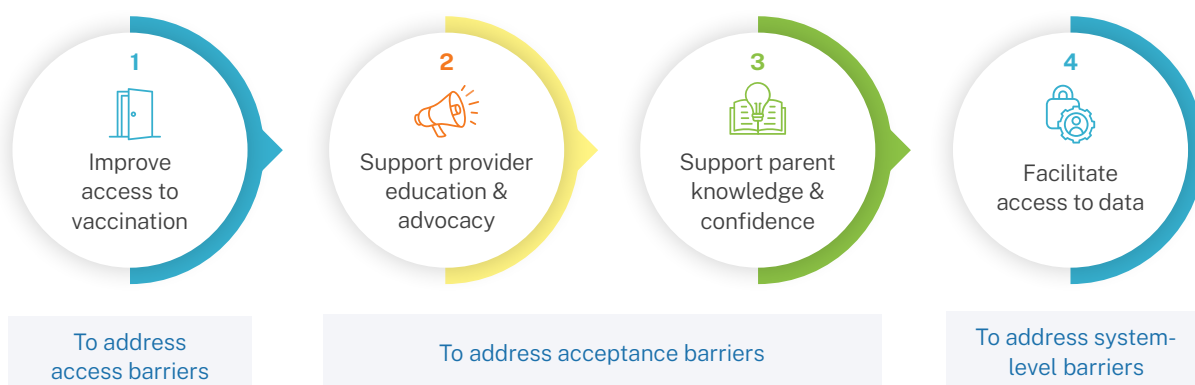 1
Improve
access to
vaccination
2
Support provider
education &
advocacy
3
Support parent
knowledge &
confidence
4
Facilitate
access to data
To address
access barriers
To address acceptance barriers
To address system-
level barriers